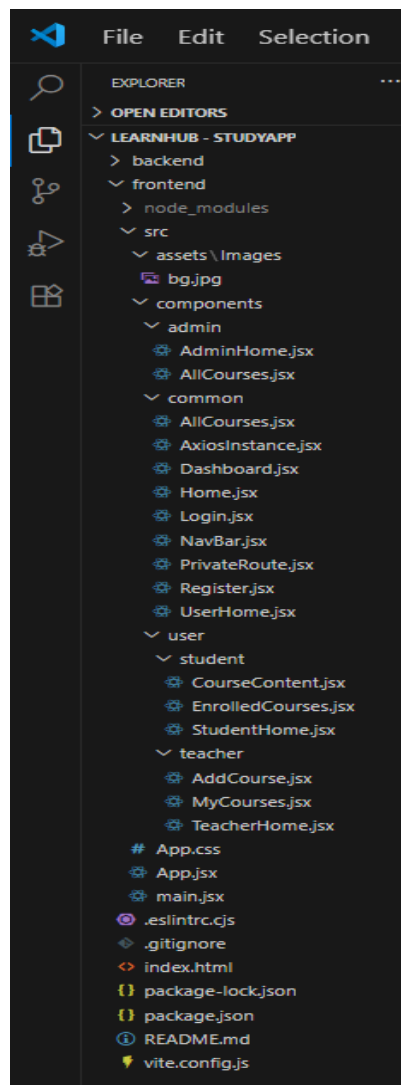 File Edit Selection
EXPLORER ...
> OPEN EDITORS
LEARNHUB - STUDYAPP
> backend
frontend
> node_modules
src
assets\Images
bg.jpg
components
admin
AdminHome.jsx
AllCourses.jsx
common
AllCourses.jsx
AxiosInstance.jsx
Dashboard.jsx
Home.jsx
Login.jsx
NavBar.jsx
PrivateRoute.jsx
Register.jsx
UserHome.jsx
user
student
CourseContent.jsx
EnrolledCourses.jsx
StudentHome.jsx
teacher
AddCourse.jsx
MyCourses.jsx
TeacherHome.jsx
# App.css
App.jsx
main.jsx
.eslintrc.cjs
.gitignore
<> index.html
{} package-lock.json
{} package.json
README.md
vite.config.js